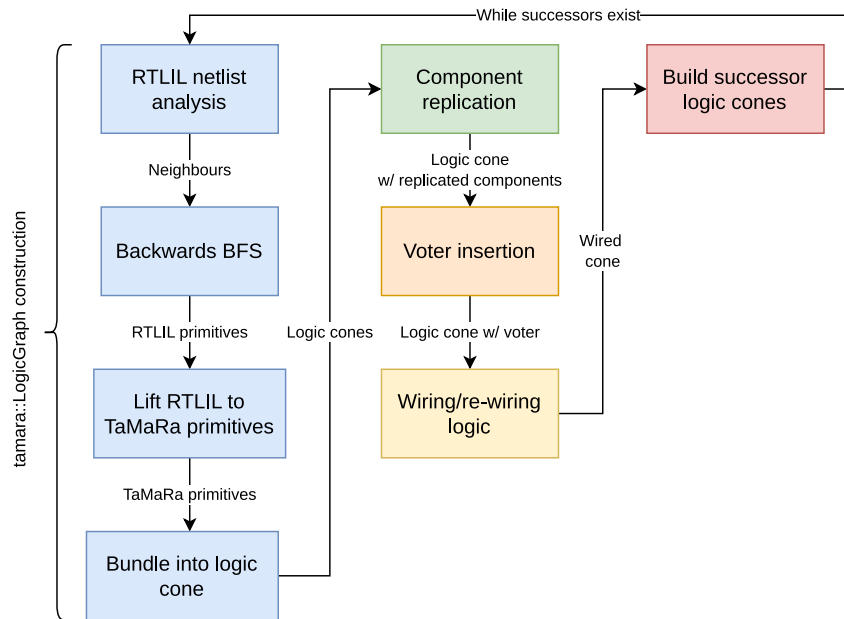 While successors exist
tamara::LogicGraph construction
RTLIL netlist
analysis
Neighbours
Backwards BFS
RTLIL primitives
Lift RTLIL to
TaMaRa primitives
TaMaRa primitives
Bundle into logic
cone
Logic cones
Component
replication
Logic cone
w/ replicated components
Voter insertion
Logic cone w/ voter
Wiring/re-wiring
logic
Wired
cone
Build successor
logic cones